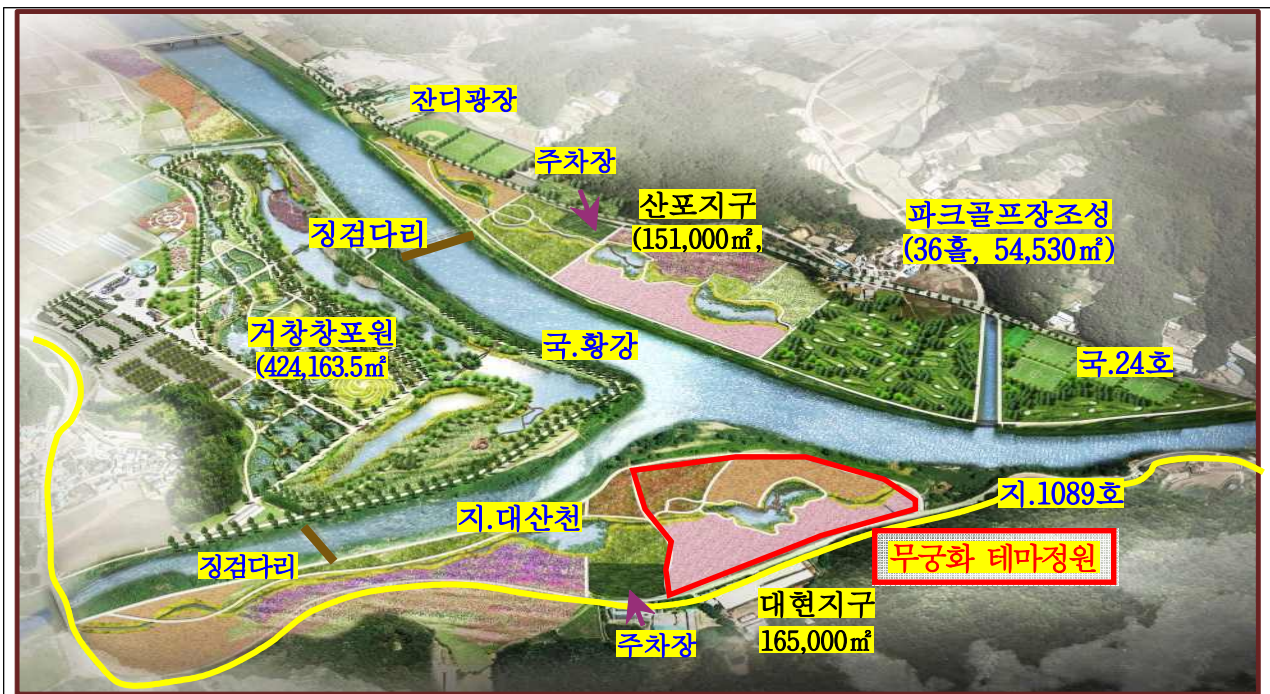 잔디광장
주차장
산포지구
(151,000㎡,
파크골프장조성
(36홀, 54,530㎡)
징검다리
거창창포원
(424,163.5㎡
국.황강
국.24호
지.대산천
지.1089호
징검다리
무궁화 테마정원
대현지구
165,000㎡
주차장